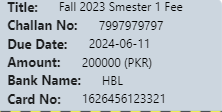 Title: Fall 2023 Smester 1 Fee
Challan No: 7997979797
Due Date: 2024-06-11
Amount: 200000 (PKR)
Bank Name: HBL
Card No: 1626456123321